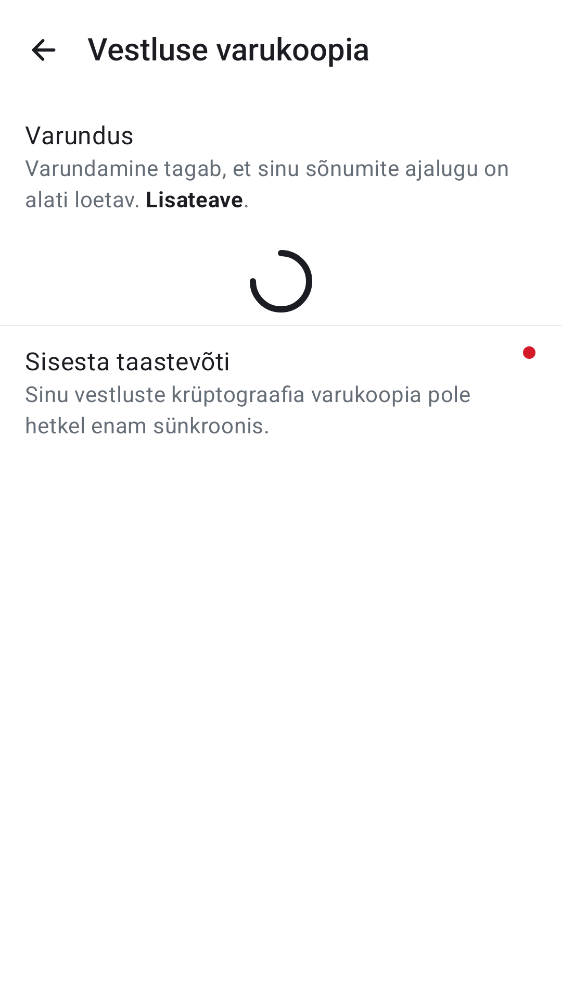 Vestluse varukoopia
Varundus
Varundamine tagab, et sinu sõnumite ajalugu on
alati loetav. Lisateave.
Sisesta taastevõti
Sinu vestluste krüptograafia varukoopia pole
hetkel enam sünkroonis.